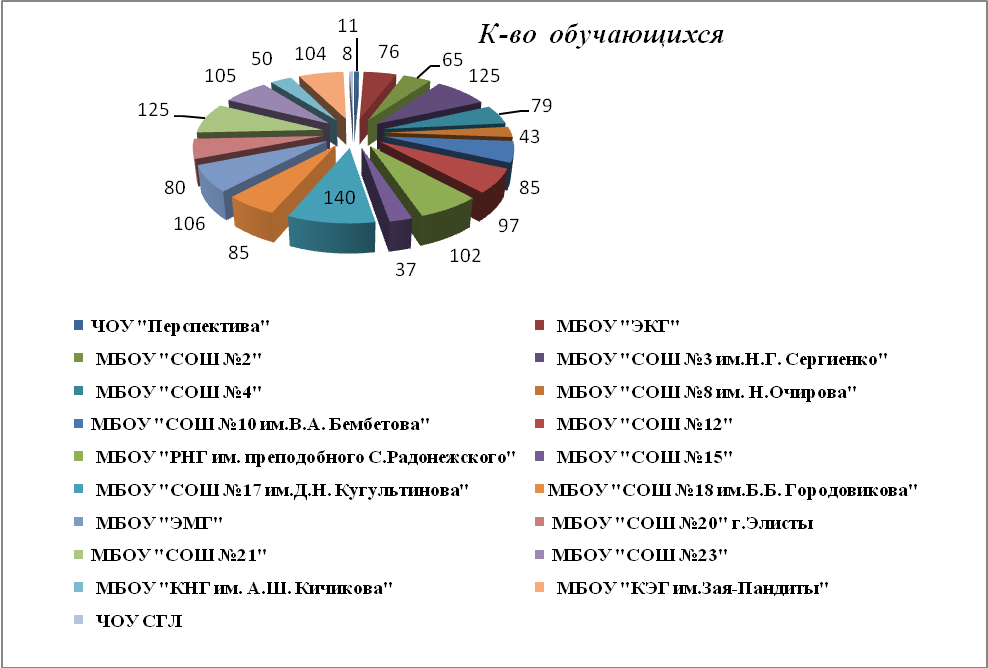 К-во обучающихся
11
8
76
65
125
79
43
85
97
102
37
140
85
106
80
125
105
50
104
ЧОУ "Перспектива"
МБОУ "ЭКГ"
МБОУ "СОШ №2"
МБОУ "СОШ №3 им.Н.Г. Сергиенко"
МБОУ "СОШ №4"
МБОУ "СОШ №8 им. Н.Очирова"
МБОУ "СОШ №10 им.В.А. Бембетова"
МБОУ "СОШ №12"
МБОУ "РНГ им. преподобного С.Радонежского"
МБОУ "СОШ №15"
МБОУ "СОШ №17 им.Д.Н. Кугультинова"
МБОУ "СОШ №18 им.Б.Б. Городовикова"
МБОУ "ЭМГ"
МБОУ "СОШ №20" г.Элисты
МБОУ "СОШ №21"
МБОУ "СОШ №23"
МБОУ "КНГ им. А.Ш. Кичикова"
МБОУ "КЭГ им.Зая-Пандиты"
ЧОУ СГЛ